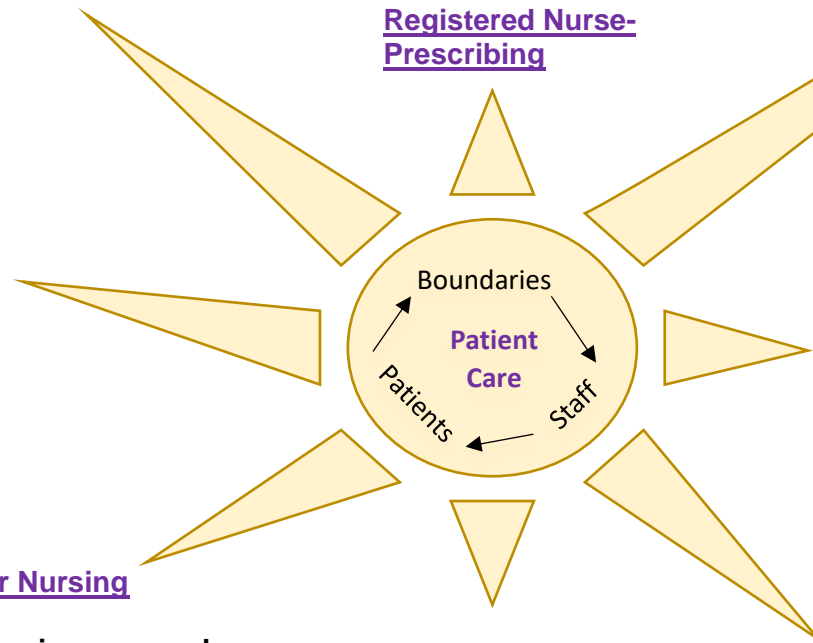 Registered Nurse-
Prescribing
Boundaries
Patient
Care
Patients
Staff
r Nursing